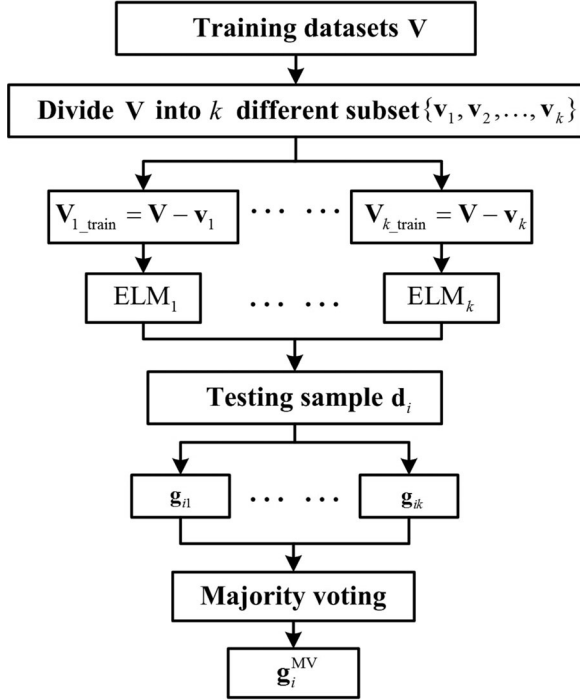 Training datasets V
Divide V into k different subset {v₁, v₂, …, vₖ}
V₁_train = V − v₁ … … Vₖ_train = V − vₖ
ELM₁ … … ELMₖ
Testing sample dᵢ
gᵢ₁ … … gᵢₖ
Majority voting
gᵢᴹⱽ